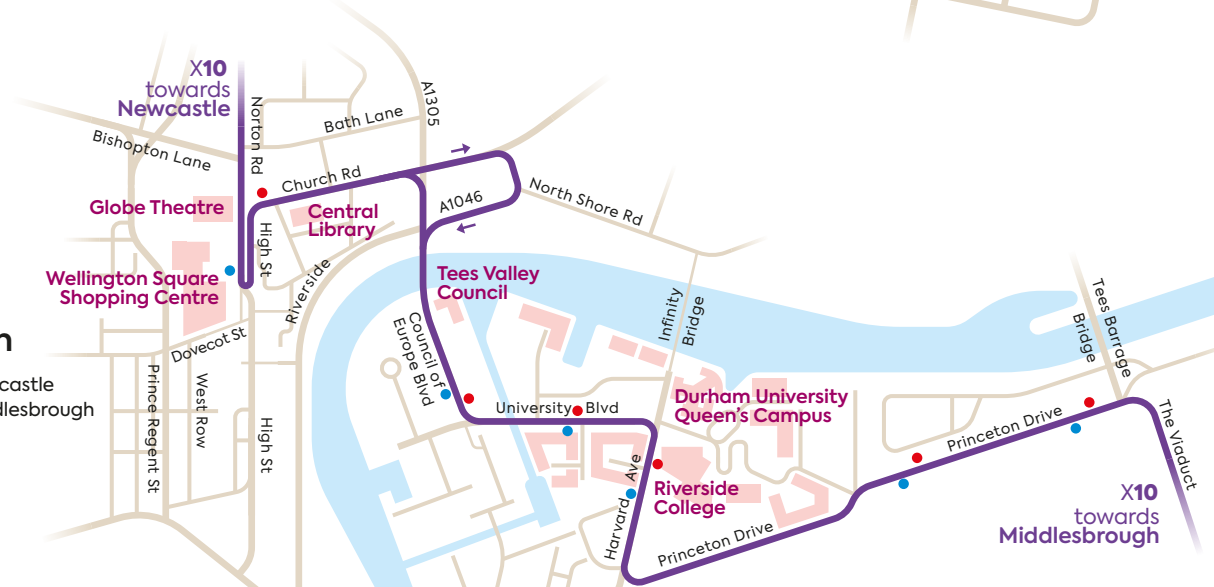 X10
towards
Newcastle
Norton Rd
A1305
Bath Lane
Bishopton Lane
Church Rd
A1046
North Shore Rd
Globe Theatre
Central
Library
High St
Wellington Square
Shopping Centre
Riverside
Tees Valley
Council
Infinity
Bridge
Tees Barrage
Bridge
n
castle
dlesbrough
Dovecot St
Council of
Europe Blvd
Prince Regent St
West Row
High St
University Blvd
Durham University
Queen's Campus
Princeton Drive
The Viaduct
Harvard Ave
Riverside
College
Princeton Drive
X10
towards
Middlesbrough